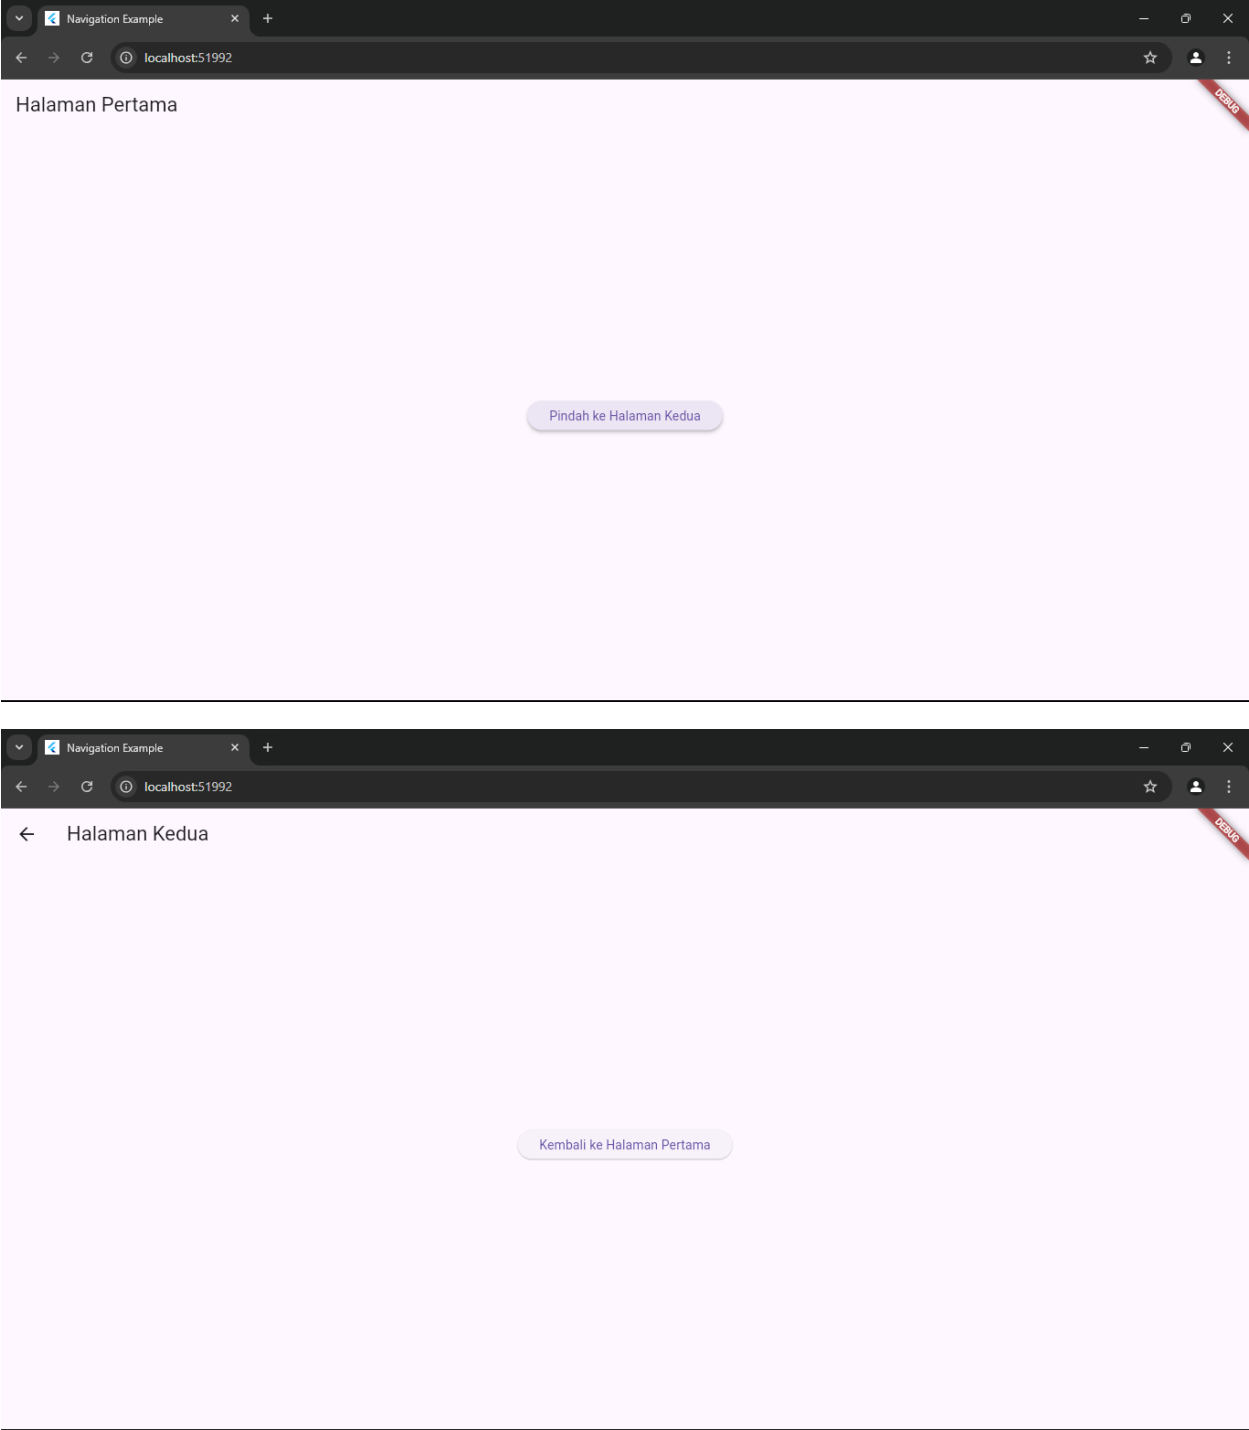 Navigation Example
localhost:51992
Halaman Pertama
DEBUG
Pindah ke Halaman Kedua
Navigation Example
localhost:51992
Halaman Kedua
DEBUG
Kembali ke Halaman Pertama